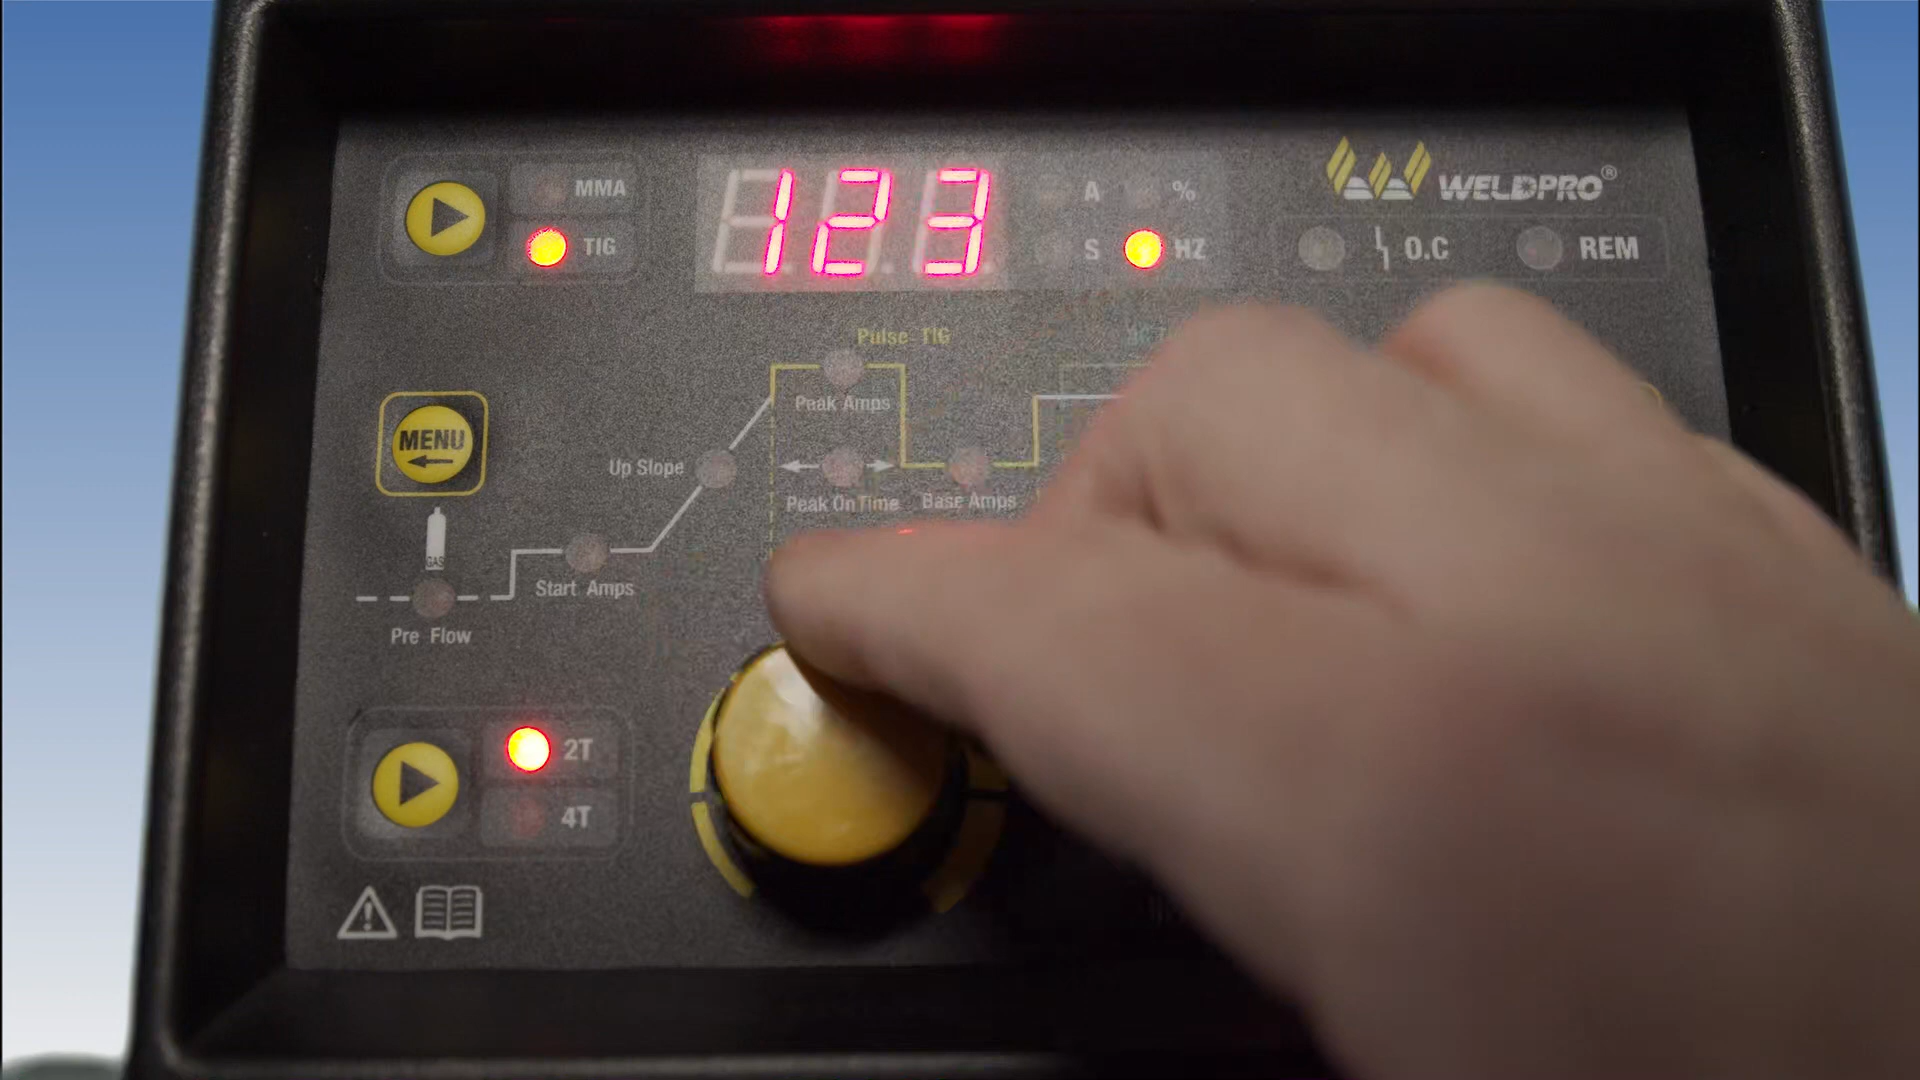 MMA
TIG
123
A
%
S
HZ
WELDPRO®
O.C
REM
Pulse TIG
Peak Amps
MENU
Up Slope
Peak On Time
Base Amps
GAS
Start Amps
Pre Flow
2T
4T